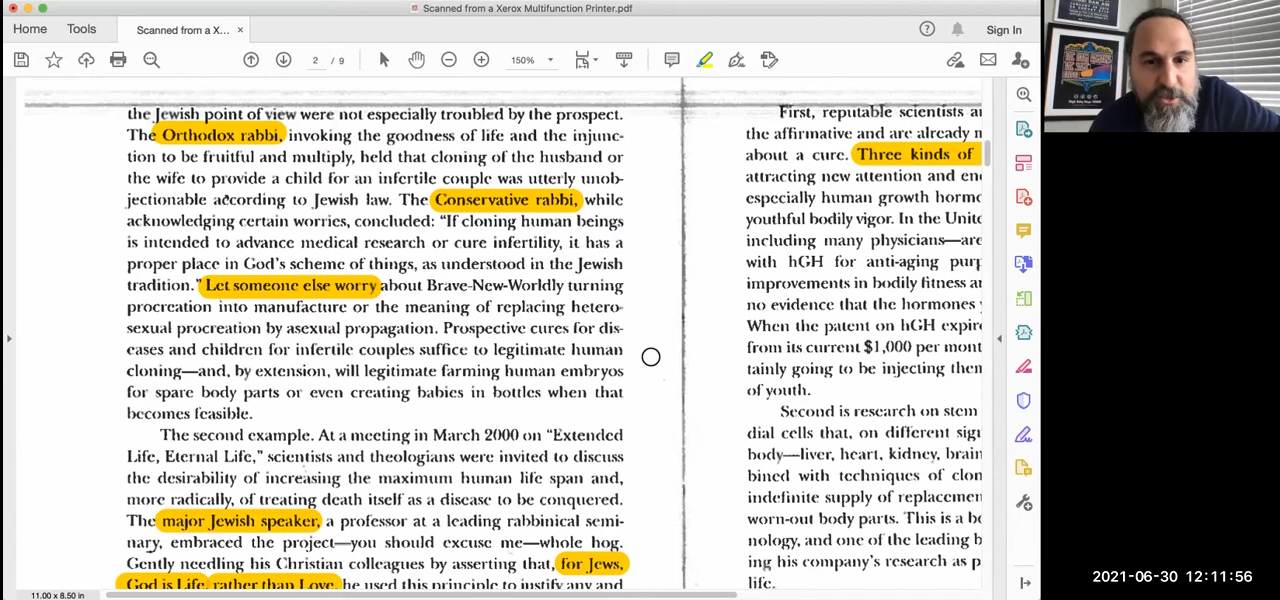 Scanned from a Xerox Multifunction Printer.pdf
Home Tools Scanned from a X... × Sign In
2 / 9 150%
the Jewish point of view were not especially troubled by the prospect.
The Orthodox rabbi, invoking the goodness of life and the injunc-
tion to be fruitful and multiply, held that cloning of the husband or
the wife to provide a child for an infertile couple was utterly unob-
jectionable according to Jewish law. The Conservative rabbi, while
acknowledging certain worries, concluded: “If cloning human beings
is intended to advance medical research or cure infertility, it has a
proper place in God’s scheme of things, as understood in the Jewish
tradition.” Let someone else worry about Brave-New-Worldly turning
procreation into manufacture or the meaning of replacing hetero-
sexual procreation by asexual propagation. Prospective cures for dis-
eases and children for infertile couples suffice to legitimate human
cloning—and, by extension, will legitimate farming human embryos
for spare body parts or even creating babies in bottles when that
becomes feasible.
The second example. At a meeting in March 2000 on “Extended
Life, Eternal Life,” scientists and theologians were invited to discuss
the desirability of increasing the maximum human life span and,
more radically, of treating death itself as a disease to be conquered.
The major Jewish speaker, a professor at a leading rabbinical semi-
nary, embraced the project—you should excuse me—whole hog.
Gently needling his Christian colleagues by asserting that, for Jews,
God is Life, rather than Love, he used this principle to justify any and
First, reputable scientists
the affirmative and are already
about a cure. Three kinds of
attracting new attention and
especially human growth
youthful bodily vigor. In the
including many physicians—are
with hGH for anti-aging
improvements in bodily fitness
no evidence that the hormones
When the patent on hGH
from its current $1,000 per
tainly going to be injecting
of youth.
Second is research on stem
dial cells that, on different
body—liver, heart, kidney, brain
bined with techniques of
indefinite supply of
worn-out body parts. This is a
nology, and one of the leading
ing his company’s research as
life.
11.00 x 8.50 in
2021-06-30 12:11:56